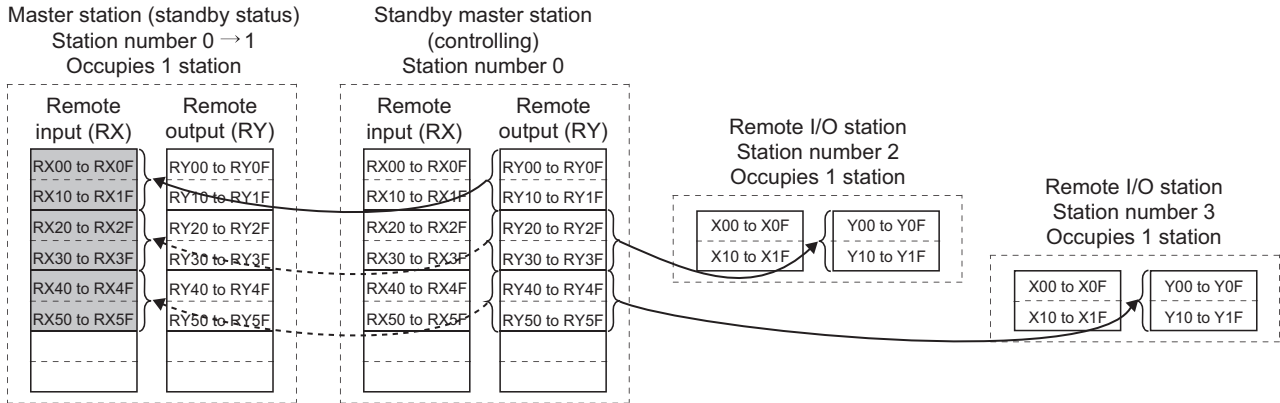 Master station (standby status)
Station number 0 → 1
Occupies 1 station
Remote input (RX)
Remote output (RY)
RX00 to RX0F
RX10 to RX1F
RX20 to RX2F
RX30 to RX3F
RX40 to RX4F
RX50 to RX5F
RY00 to RY0F
RY10 to RY1F
RY20 to RY2F
RY30 to RY3F
RY40 to RY4F
RY50 to RY5F
Standby master station
(controlling)
Station number 0
Remote input (RX)
Remote output (RY)
RX00 to RX0F
RX10 to RX1F
RX20 to RX2F
RX30 to RX3F
RX40 to RX4F
RX50 to RX5F
RY00 to RY0F
RY10 to RY1F
RY20 to RY2F
RY30 to RY3F
RY40 to RY4F
RY50 to RY5F
Remote I/O station
Station number 2
Occupies 1 station
X00 to X0F
X10 to X1F
Y00 to Y0F
Y10 to Y1F
Remote I/O station
Station number 3
Occupies 1 station
X00 to X0F
X10 to X1F
Y00 to Y0F
Y10 to Y1F